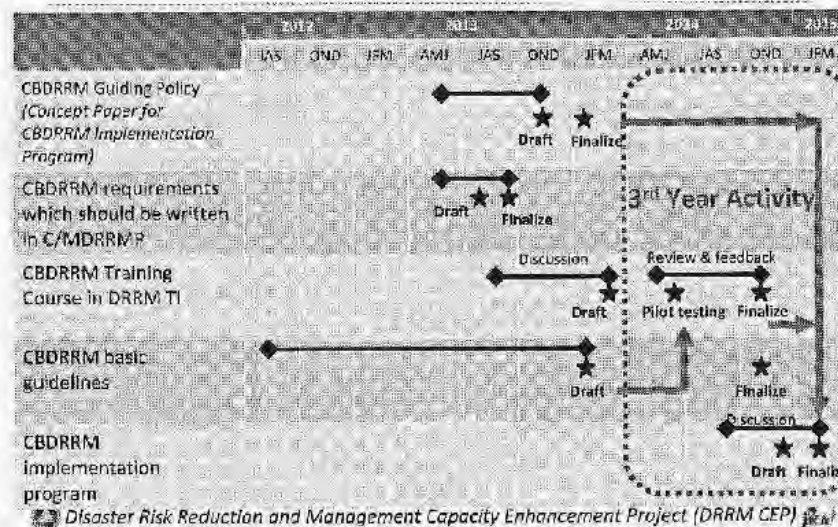 2012 2013 2014 2015
JAS OND JFM AMJ JAS OND JFM AMJ JAS OND JFM
CBDRRM Guiding Policy
(Concept Paper for
CBDRRM Implementation
Program)
Draft Finalize
CBDRRM requirements
which should be written
in C/MDRRMP
Draft Finalize
3rd Year Activity
CBDRRM Training
Course in DRRM TI
Discussion
Draft
Review & feedback
Pilot testing Finalize
CBDRRM basic
guidelines
Draft
Finalize
CBDRRM
implementation
program
Discussion
Draft Finalize
Disaster Risk Reduction and Management Capacity Enhancement Project (DRRM CEP)